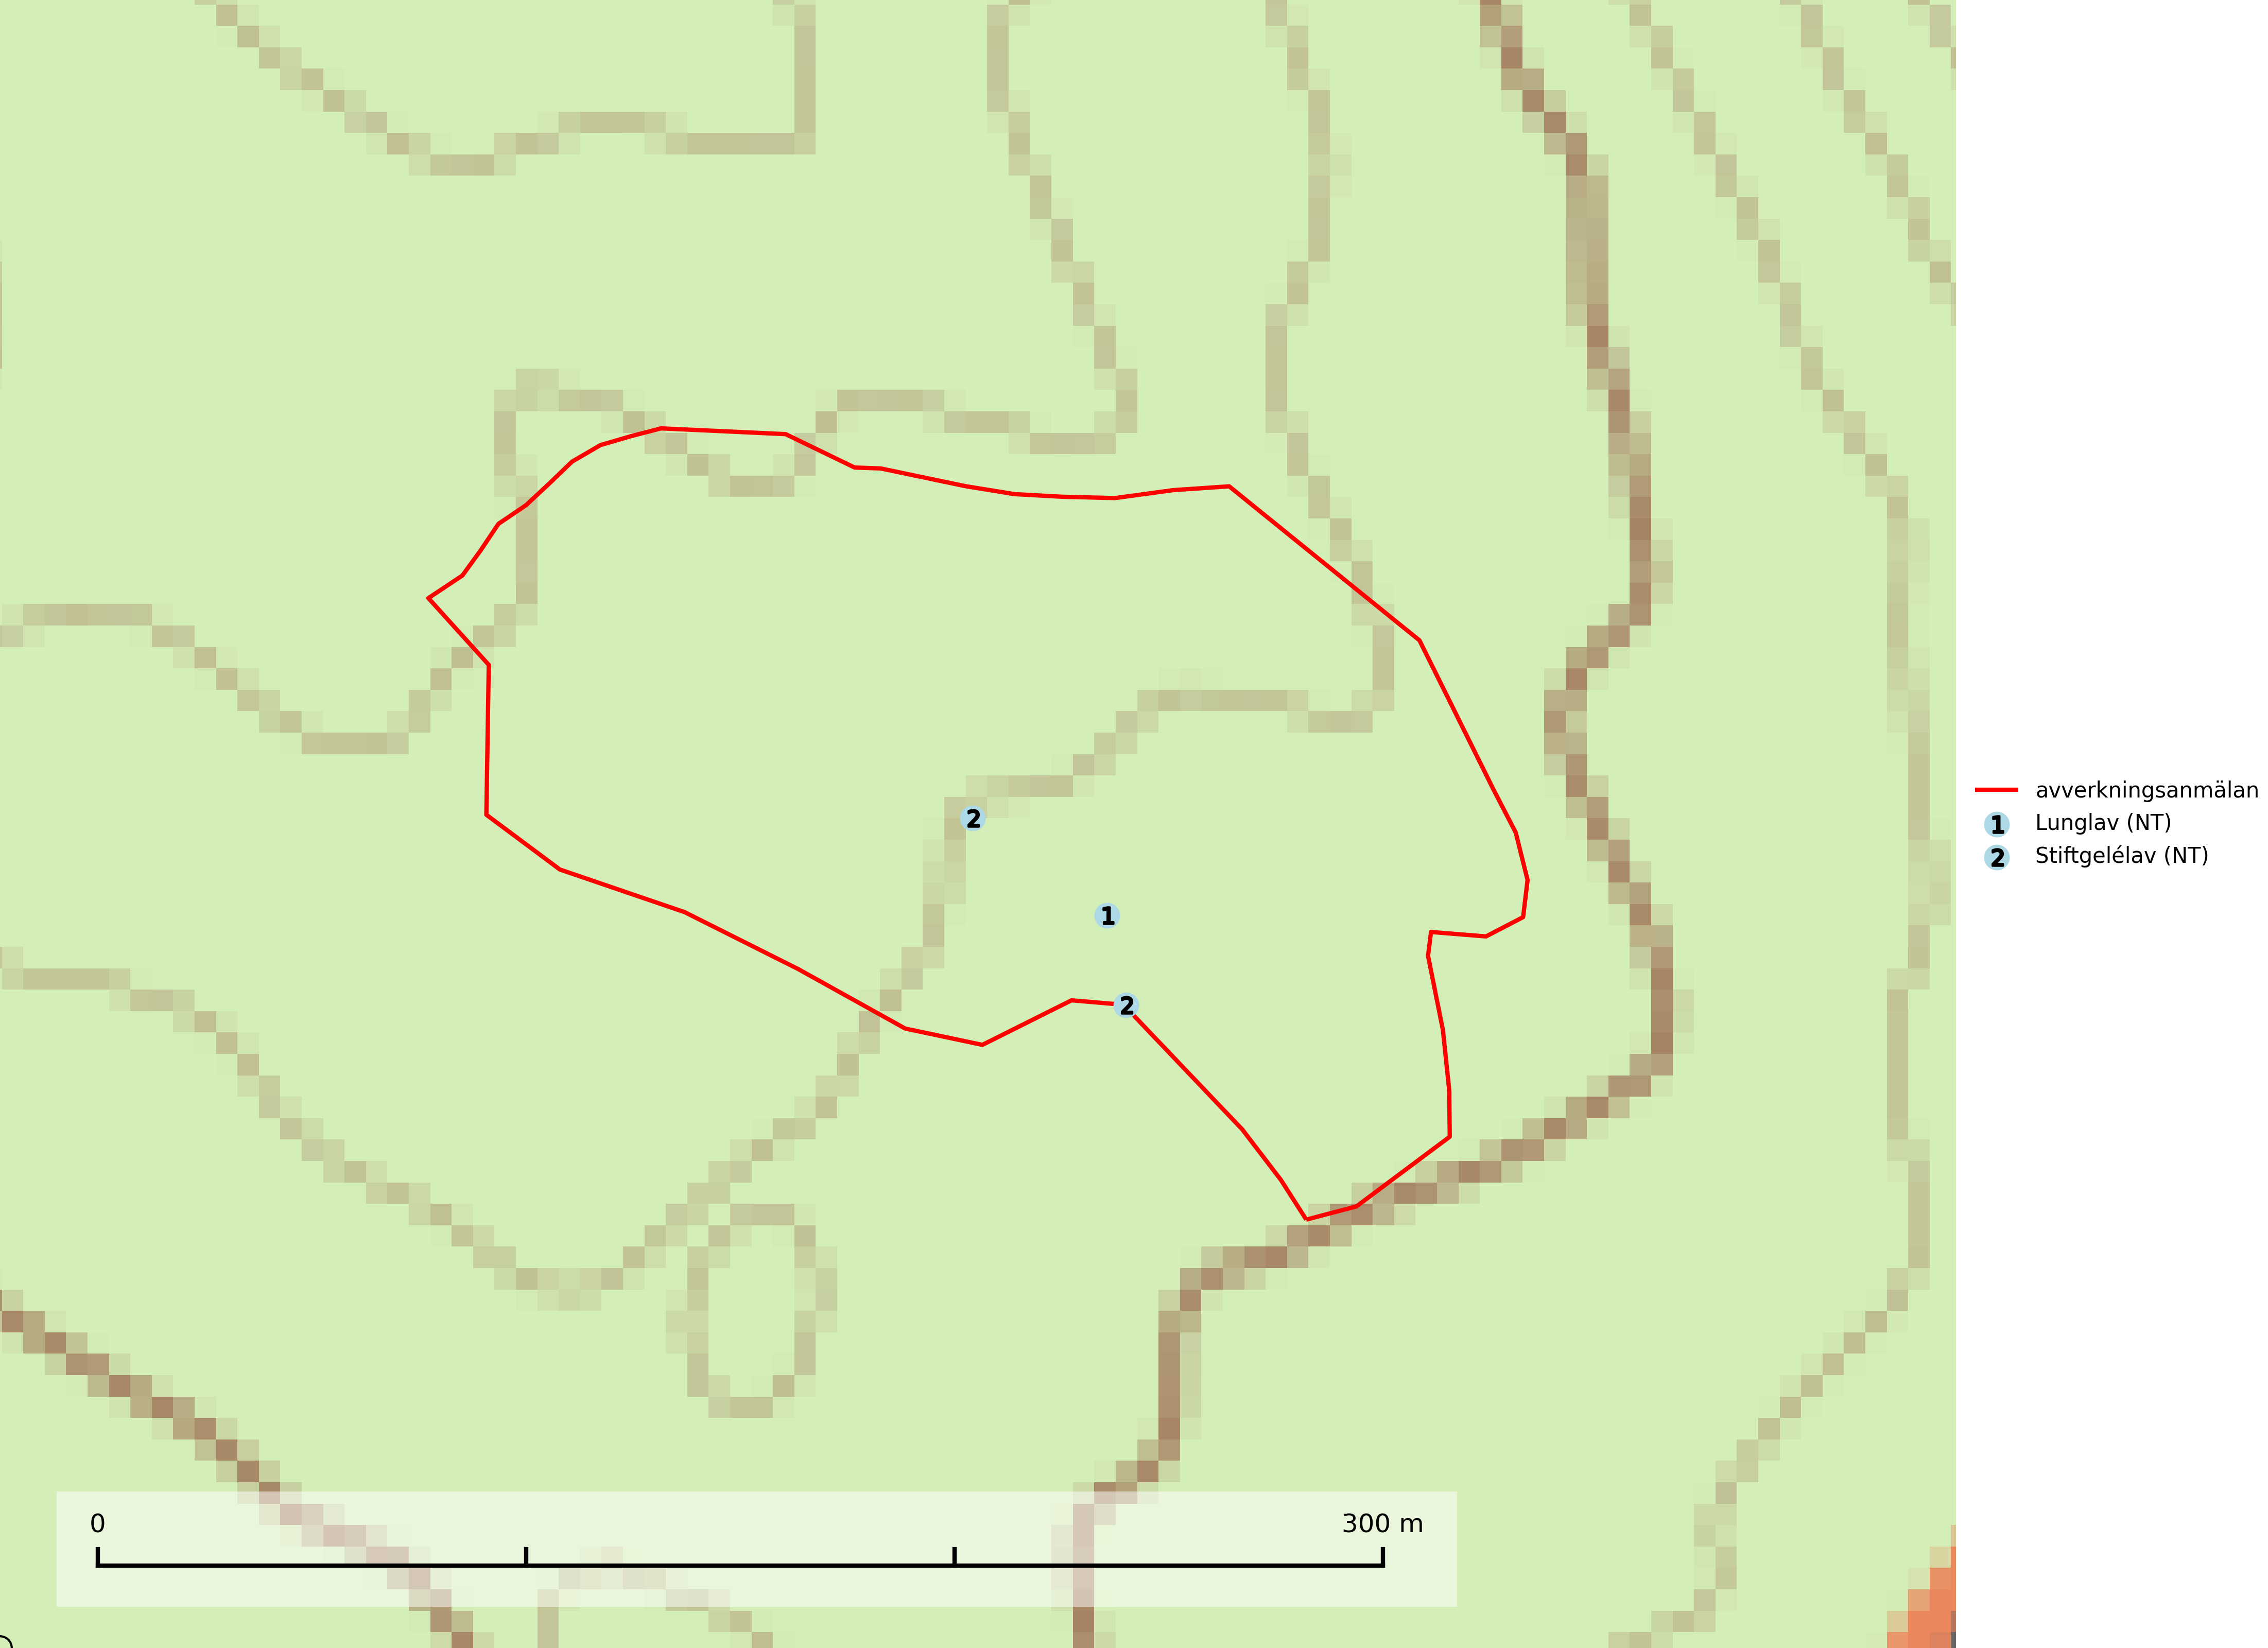 2
1
2
avverkningsanmälan
1 Lunglav (NT)
2 Stiftgelélav (NT)
0 300 m